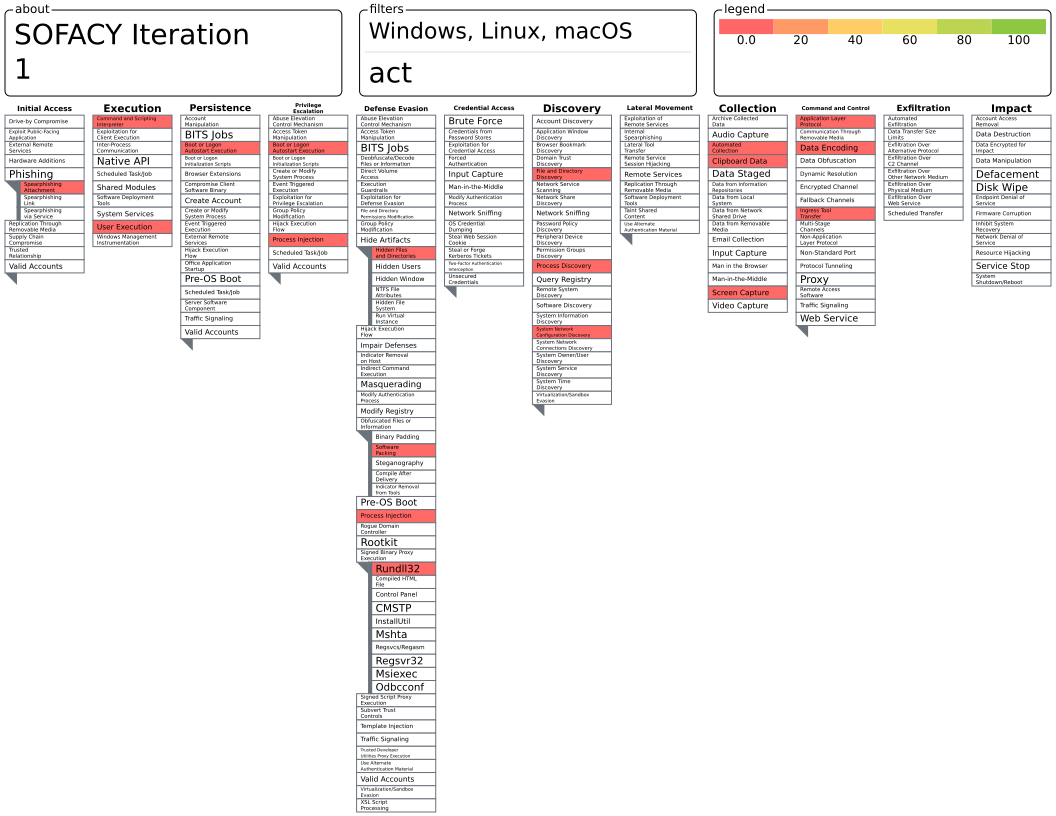 about
SOFACY Iteration
1
filters
Windows, Linux, macOS
act
legend
0.0 20 40 60 80 100
Initial Access
Drive-by Compromise
Exploit Public-Facing
Application
External Remote
Services
Hardware Additions
Phishing
Spearphishing
Attachment
Spearphishing
Link
Spearphishing
via Service
Replication Through
Removable Media
Supply Chain
Compromise
Trusted
Relationship
Valid Accounts
Execution
Command and Scripting
Interpreter
Exploitation for
Client Execution
Inter-Process
Communication
Native API
Scheduled Task/Job
Shared Modules
Software Deployment
Tools
System Services
User Execution
Windows Management
Instrumentation
Persistence
Account
Manipulation
BITS Jobs
Boot or Logon
Autostart Execution
Boot or Logon
Initialization Scripts
Browser Extensions
Compromise Client
Software Binary
Create Account
Create or Modify
System Process
Event Triggered
Execution
External Remote
Services
Hijack Execution
Flow
Office Application
Startup
Pre-OS Boot
Scheduled Task/Job
Server Software
Component
Traffic Signaling
Valid Accounts
Privilege
Escalation
Abuse Elevation
Control Mechanism
Access Token
Manipulation
Boot or Logon
Autostart Execution
Boot or Logon
Initialization Scripts
Create or Modify
System Process
Event Triggered
Execution
Exploitation for
Privilege Escalation
Group Policy
Modification
Hijack Execution
Flow
Process Injection
Scheduled Task/Job
Valid Accounts
Defense Evasion
Abuse Elevation
Control Mechanism
Access Token
Manipulation
BITS Jobs
Deobfuscate/Decode
Files or Information
Direct Volume
Access
Execution
Guardrails
Exploitation for
Defense Evasion
File and Directory
Permissions Modification
Group Policy
Modification
Hide Artifacts
Hidden Files
and Directories
Hidden Users
Hidden Window
NTFS File
Attributes
Hidden File
System
Run Virtual
Instance
Hijack Execution
Flow
Impair Defenses
Indicator Removal
on Host
Indirect Command
Execution
Masquerading
Modify Authentication
Process
Modify Registry
Obfuscated Files or
Information
Binary Padding
Software
Packing
Steganography
Compile After
Delivery
Indicator Removal
from Tools
Pre-OS Boot
Process Injection
Rogue Domain
Controller
Rootkit
Signed Binary Proxy
Execution
Rundll32
Compiled HTML
File
Control Panel
CMSTP
InstallUtil
Mshta
Regsvcs/Regasm
Regsvr32
Msiexec
Odbcconf
Signed Script Proxy
Execution
Subvert Trust
Controls
Template Injection
Traffic Signaling
Trusted Developer
Utilities Proxy Execution
Use Alternate
Authentication Material
Valid Accounts
Virtualization/Sandbox
Evasion
XSL Script
Processing
Credential Access
Brute Force
Credentials from
Password Stores
Exploitation for
Credential Access
Forced
Authentication
Input Capture
Man-in-the-Middle
Modify Authentication
Process
Network Sniffing
OS Credential
Dumping
Steal Web Session
Cookie
Steal or Forge
Kerberos Tickets
Two-Factor Authentication
Interception
Unsecured
Credentials
Discovery
Account Discovery
Application Window
Discovery
Browser Bookmark
Discovery
Domain Trust
Discovery
File and Directory
Discovery
Network Service
Scanning
Network Share
Discovery
Network Sniffing
Password Policy
Discovery
Peripheral Device
Discovery
Permission Groups
Discovery
Process Discovery
Query Registry
Remote System
Discovery
Software Discovery
System Information
Discovery
System Network
Configuration Discovery
System Network
Connections Discovery
System Owner/User
Discovery
System Service
Discovery
System Time
Discovery
Virtualization/Sandbox
Evasion
Lateral Movement
Exploitation of
Remote Services
Internal
Spearphishing
Lateral Tool
Transfer
Remote Service
Session Hijacking
Remote Services
Replication Through
Removable Media
Software Deployment
Tools
Taint Shared
Content
Use Alternate
Authentication Material
Collection
Archive Collected
Data
Audio Capture
Automated
Collection
Clipboard Data
Data Staged
Data from Information
Repositories
Data from Local
System
Data from Network
Shared Drive
Data from Removable
Media
Email Collection
Input Capture
Man in the Browser
Man-in-the-Middle
Screen Capture
Video Capture
Command and Control
Application Layer
Protocol
Communication Through
Removable Media
Data Encoding
Data Obfuscation
Dynamic Resolution
Encrypted Channel
Fallback Channels
Ingress Tool
Transfer
Multi-Stage
Channels
Non-Application
Layer Protocol
Non-Standard Port
Protocol Tunneling
Proxy
Remote Access
Software
Traffic Signaling
Web Service
Exfiltration
Automated
Exfiltration
Data Transfer Size
Limits
Exfiltration Over
Alternative Protocol
Exfiltration Over
C2 Channel
Exfiltration Over
Other Network Medium
Exfiltration Over
Physical Medium
Exfiltration Over
Web Service
Scheduled Transfer
Impact
Account Access
Removal
Data Destruction
Data Encrypted for
Impact
Data Manipulation
Defacement
Disk Wipe
Endpoint Denial of
Service
Firmware Corruption
Inhibit System
Recovery
Network Denial of
Service
Resource Hijacking
Service Stop
System
Shutdown/Reboot